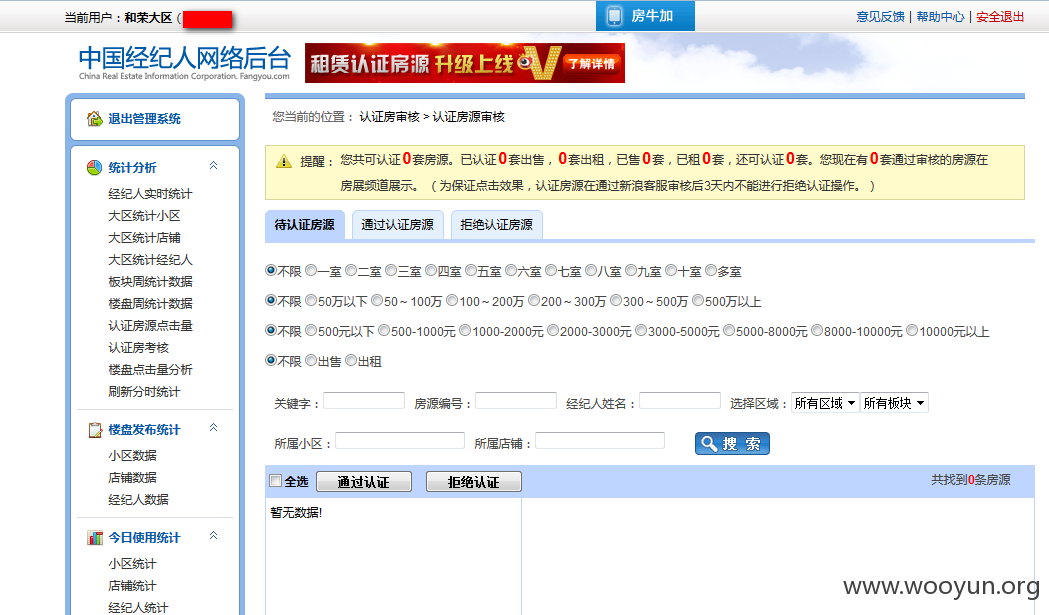 当前用户：和荣大区 (
房牛加
意见反馈 | 帮助中心 | 安全退出
中国经纪人网络后台
China Real Estate Information Corporation. Fangyou.com
租赁认证房源 升级上线 V 了解详情
退出管理系统
统计分析
经纪人实时统计
大区统计小区
大区统计店铺
大区统计经纪人
板块周统计数据
楼盘周统计数据
认证房源点击量
认证房考核
楼盘点击量分析
刷新分时统计
楼盘发布统计
小区数据
店铺数据
经纪人数据
今日使用统计
小区统计
店铺统计
经纪人统计
您当前的位置： 认证房审核 > 认证房源审核
提醒： 您共可认证0套房源。已认证0套出售，0套出租，已售0套，已租0套，还可认证0套。您现在有0套通过审核的房源在
房展频道展示。（为保证点击效果，认证房源在通过新浪客服审核后3天内不能进行拒绝认证操作。）
待认证房源 通过认证房源 拒绝认证房源
不限 一室 二室 三室 四室 五室 六室 七室 八室 九室 十室 多室
不限 50万以下 50～100万 100～200万 200～300万 300～500万 500万以上
不限 500元以下 500-1000元 1000-2000元 2000-3000元 3000-5000元 5000-8000元 8000-10000元 10000元以上
不限 出售 出租
关键字： 房源编号： 经纪人姓名： 选择区域： 所有区域 所有板块
所属小区： 所属店铺： 搜 索
全选 通过认证 拒绝认证 共找到0条房源
暂无数据!
www.wooyun.org